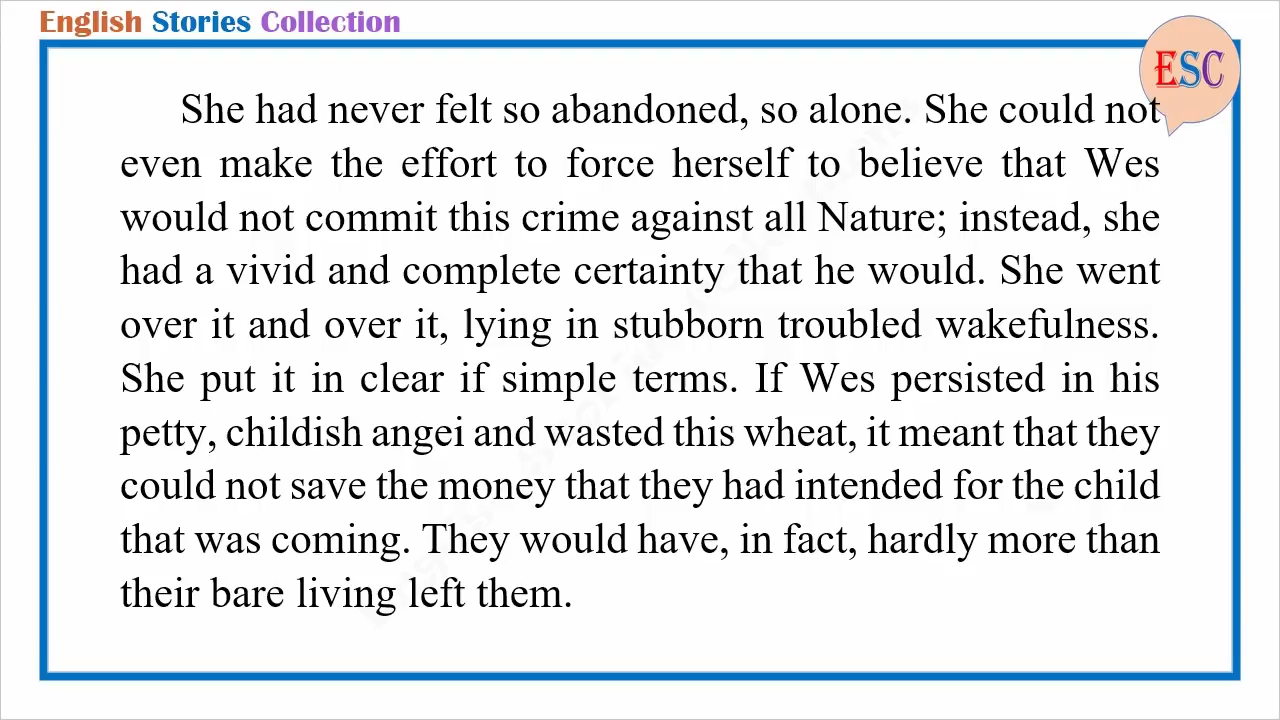 English Stories Collection
ESC
She had never felt so abandoned, so alone. She could not
even make the effort to force herself to believe that Wes
would not commit this crime against all Nature; instead, she
had a vivid and complete certainty that he would. She went
over it and over it, lying in stubborn troubled wakefulness.
She put it in clear if simple terms. If Wes persisted in his
petty, childish angei and wasted this wheat, it meant that they
could not save the money that they had intended for the child
that was coming. They would have, in fact, hardly more than
their bare living left them.